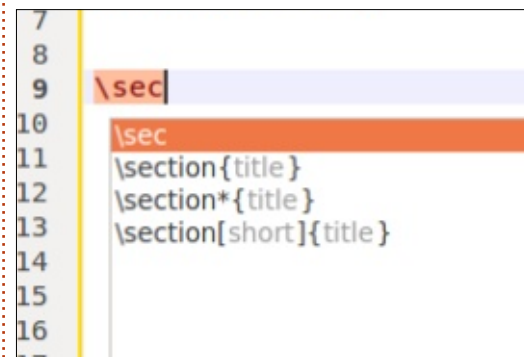 7
8
9 \sec
10 \sec
11 \section{title}
12 \section*{title}
13 \section[short]{title}
14
15
16